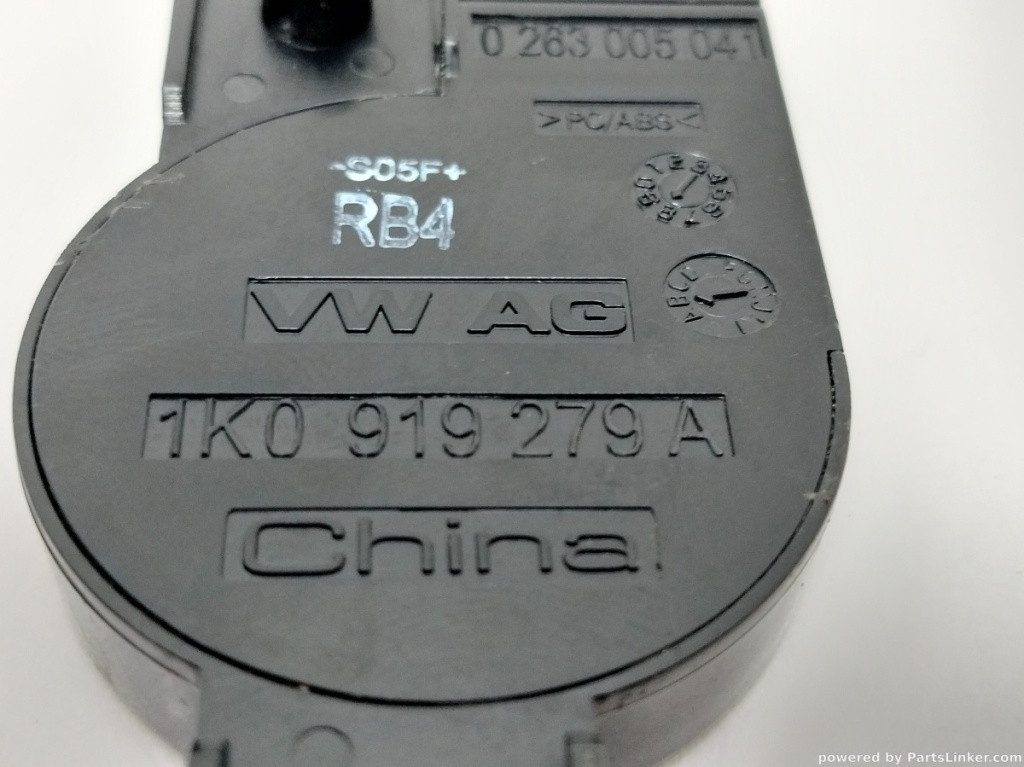 0 263 005 041
>PC/ABS<
-S05F+
RB4
VW AG
1K0 919 279 A
China
powered by PartsLinker.com